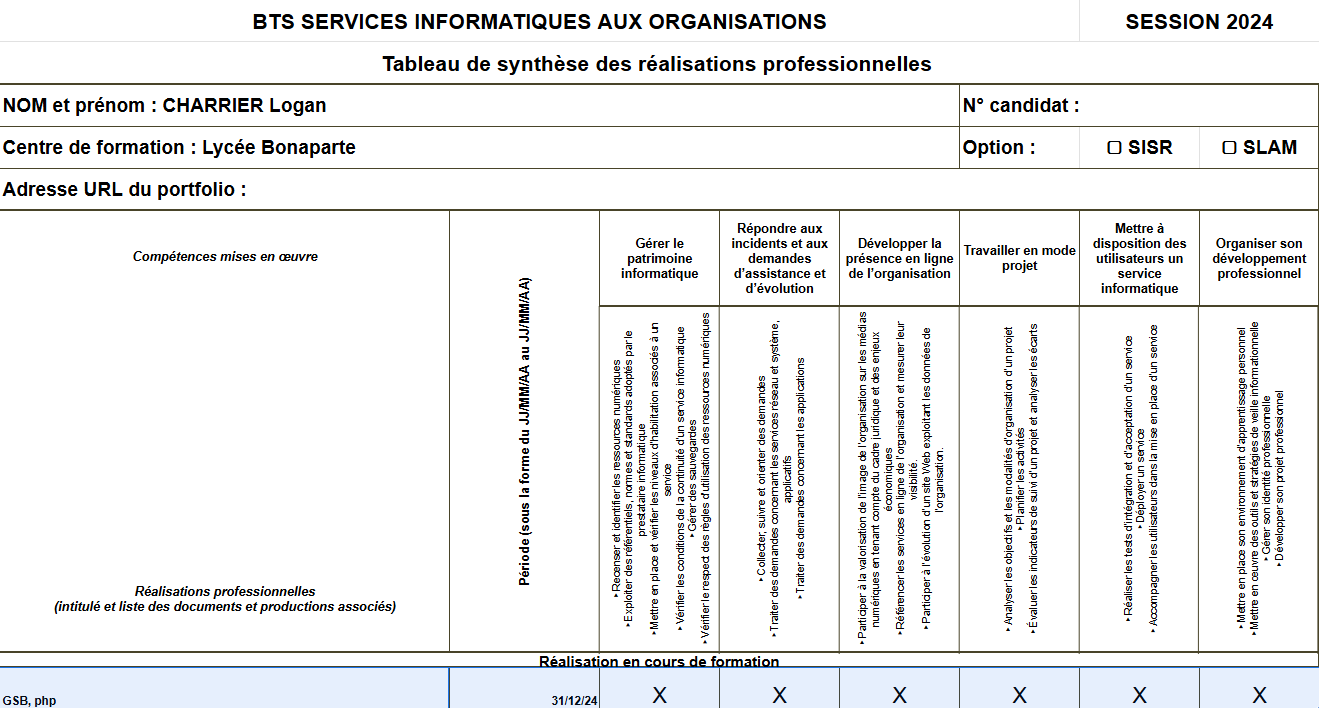 BTS SERVICES INFORMATIQUES AUX ORGANISATIONS
SESSION 2024
Tableau de synthèse des réalisations professionnelles
NOM et prénom : CHARRIER Logan
N° candidat :
Centre de formation : Lycée Bonaparte
Option :
☐ SISR
☐ SLAM
Adresse URL du portfolio :
Compétences mises en œuvre
Réalisations professionnelles
(intitulé et liste des documents et productions associés)
Période (sous la forme du JJ/MM/AA au JJ/MM/AA)
Gérer le
patrimoine
informatique
Répondre aux
incidents et aux
demandes
d'assistance et
d'évolution
Développer la
présence en ligne
de l'organisation
Travailler en mode
projet
Mettre à
disposition des
utilisateurs un
service
informatique
Organiser son
développement
professionnel
‣ Recenser et identifier les ressources numériques
‣ Exploiter des référentiels, normes et standards adoptés par le
prestataire informatique
‣ Mettre en place et vérifier les niveaux d'habilitation associés à un
service
‣ Vérifier les conditions de la continuité d'un service informatique
‣ Gérer des sauvegardes
‣ Vérifier le respect des règles d'utilisation des ressources numériques
‣ Collecter, suivre et orienter des demandes
‣ Traiter des demandes concernant les services réseau et système,
applicatifs
‣ Traiter des demandes concernant les applications
‣ Participer à la valorisation de l'image de l'organisation sur les médias
numériques en tenant compte du cadre juridique et des enjeux
économiques
‣ Référencer les services en ligne de l'organisation et mesurer leur
visibilité.
‣ Participer à l'évolution d'un site Web exploitant les données de
l'organisation.
‣ Analyser les objectifs et les modalités d'organisation d'un projet
‣ Planifier les activités
‣ Évaluer les indicateurs de suivi d'un projet et analyser les écarts
‣ Réaliser les tests d'intégration et d'acceptation d'un service
‣ Déployer un service
‣ Accompagner les utilisateurs dans la mise en place d'un service
‣ Mettre en place son environnement d'apprentissage personnel
‣ Mettre en œuvre des outils et stratégies de veille informationnelle
‣ Gérer son identité professionnelle
‣ Développer son projet professionnel
Réalisation en cours de formation
GSB, php
31/12/24
X
X
X
X
X
X